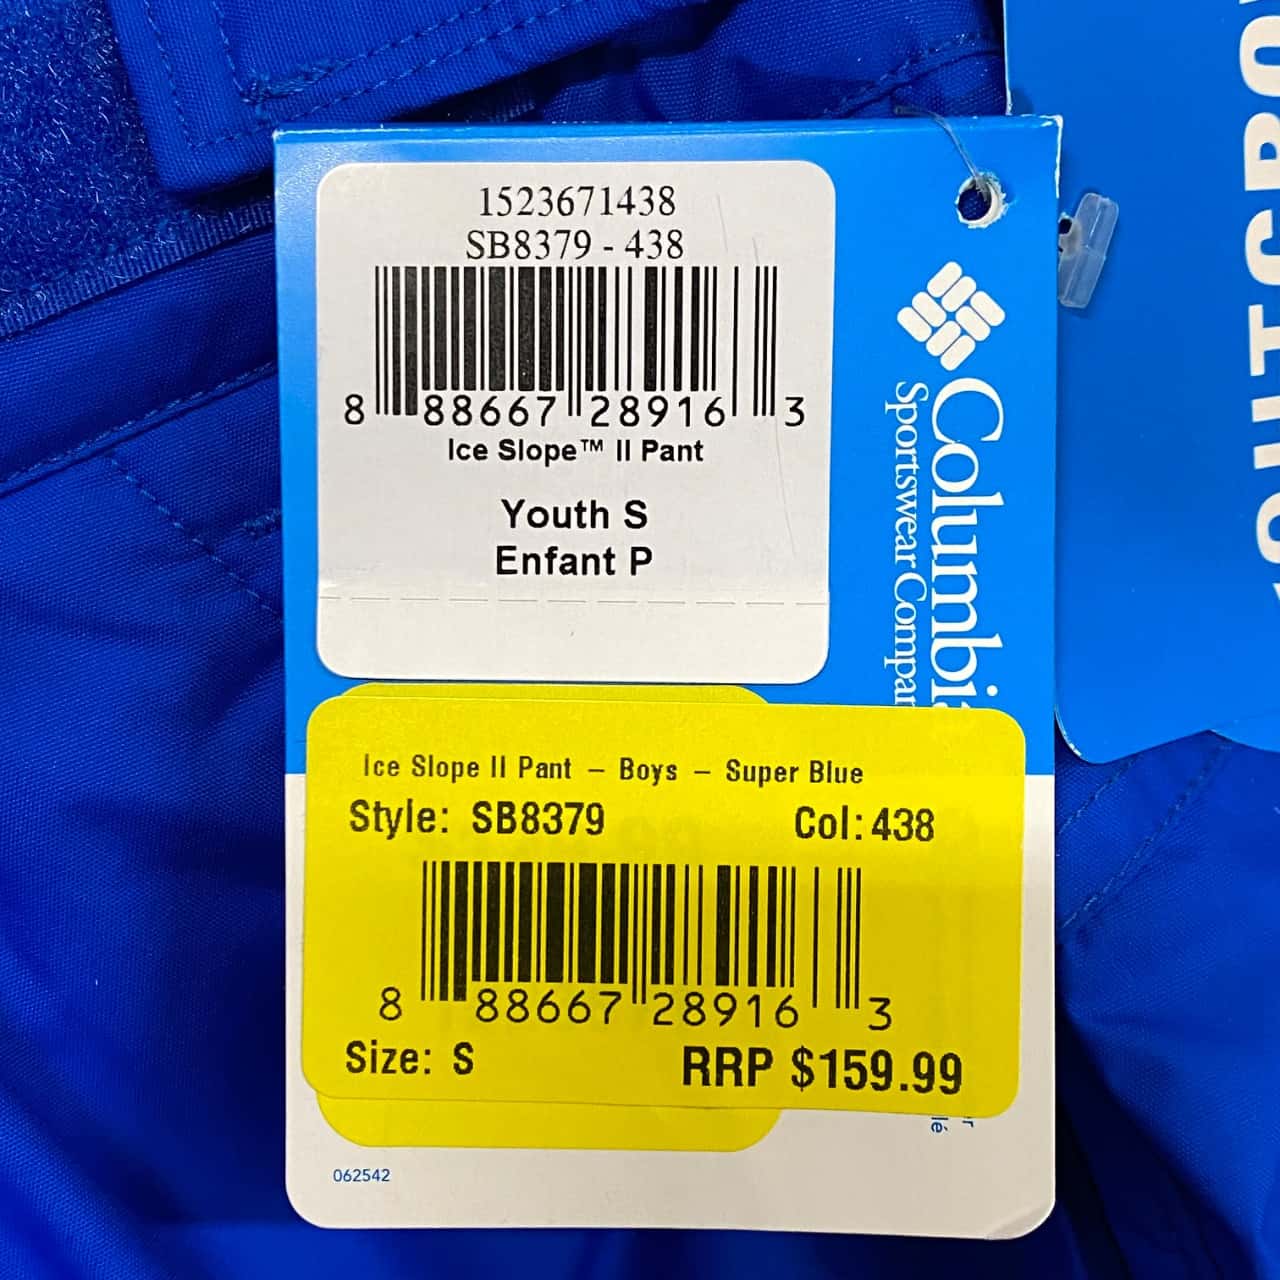 1523671438
SB8379 - 438
8 88667 28916 3
Ice Slope™ II Pant
Youth S
Enfant P
Columbia
Sportswear Company
Ice Slope II Pant – Boys – Super Blue
Style: SB8379 Col: 438
8 88667 28916 3
Size: S RRP $159.99
062542